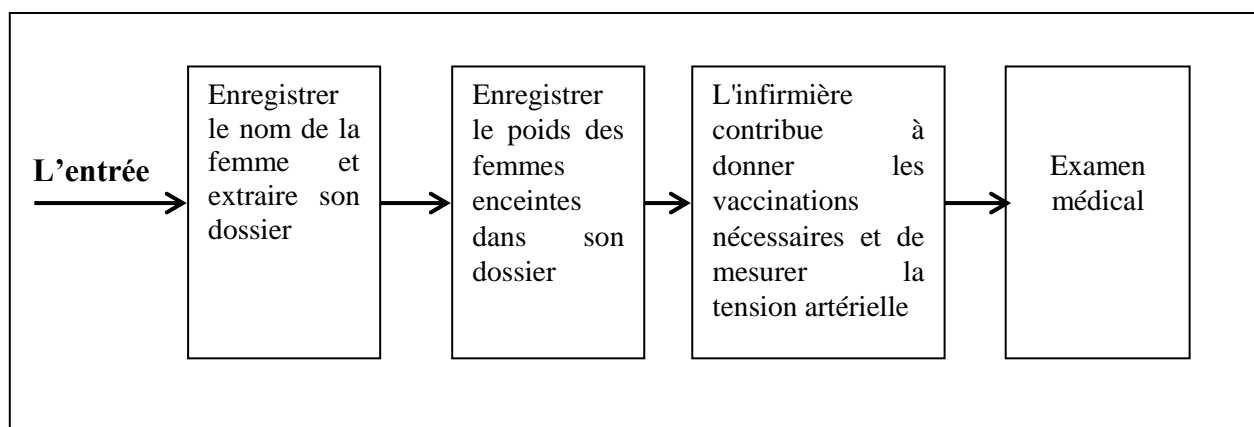 L'entrée
Enregistrer
le nom de la
femme et
extraire son
dossier
Enregistrer
le poids des
femmes
enceintes
dans son
dossier
L'infirmière
contribue à
donner les
vaccinations
nécessaires et de
mesurer la
tension artérielle
Examen
médical